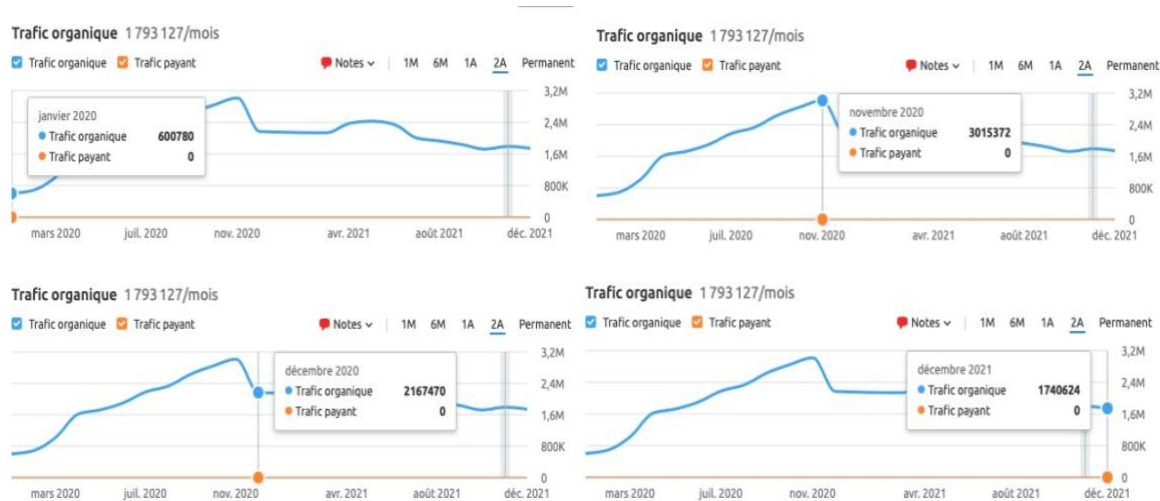 Trafic organique 1 793 127/mois
Trafic organique Trafic payant Notes 1M 6M 1A 2A Permanent
janvier 2020
Trafic organique 600780
Trafic payant 0
3,2M
2,4M
1,6M
800K
0
mars 2020 juil. 2020 nov. 2020 avr. 2021 août 2021 déc. 2021
Trafic organique 1 793 127/mois
Trafic organique Trafic payant Notes 1M 6M 1A 2A Permanent
novembre 2020
Trafic organique 3015372
Trafic payant 0
3,2M
2,4M
1,6M
800K
0
mars 2020 juil. 2020 nov. 2020 avr. 2021 août 2021 déc. 2021
Trafic organique 1 793 127/mois
Trafic organique Trafic payant Notes 1M 6M 1A 2A Permanent
décembre 2020
Trafic organique 2167470
Trafic payant 0
3,2M
2,4M
1,6M
800K
0
mars 2020 juil. 2020 nov. 2020 avr. 2021 août 2021 déc. 2021
Trafic organique 1 793 127/mois
Trafic organique Trafic payant Notes 1M 6M 1A 2A Permanent
décembre 2021
Trafic organique 1740624
Trafic payant 0
3,2M
2,4M
1,6M
800K
0
mars 2020 juil. 2020 nov. 2020 avr. 2021 août 2021 déc. 2021